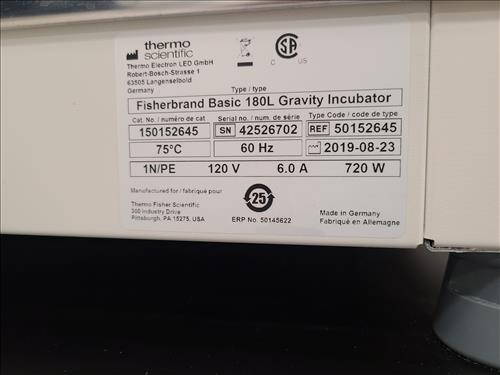 thermo
scientific
Thermo Electron LED GmbH
Robert-Bosch-Strasse 1
63505 Langenselbold
Germany
CSA
C US
Type / type
Fisherbrand Basic 180L Gravity Incubator
Cat. No. / numéro de cat
Serial no. / num. de série
Type Code / code de type
150152645
SN 42526702
REF 50152645
75°C
60 Hz
2019-08-23
1N/PE 120 V 6.0 A 720 W
Manufactured for / fabriqué pour
Thermo Fisher Scientific
300 Industry Drive
Pittsburgh, PA 15275, USA
25
ERP No. 50145622
Made in Germany
Fabriqué en Allemagne